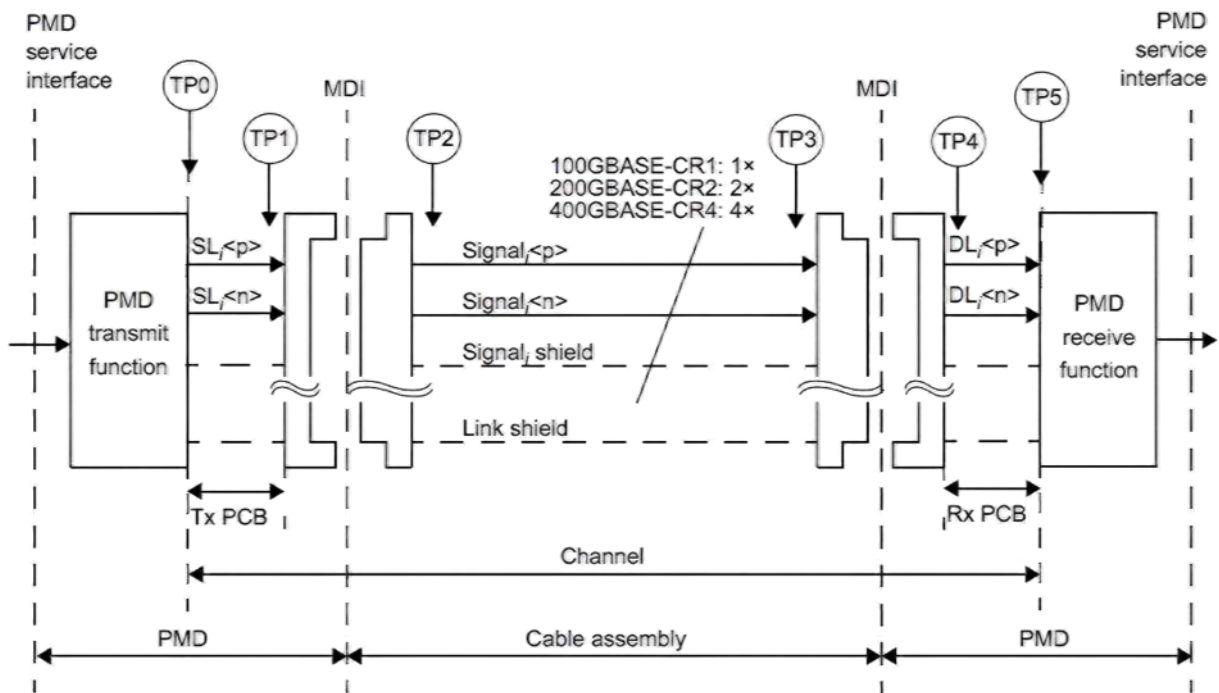 PMD
service
interface
PMD
service
interface
TP0
TP5
MDI
MDI
TP1
TP2
TP3
TP4
100GBASE-CR1: 1×
200GBASE-CR2: 2×
400GBASE-CR4: 4×
SLi<p>
Signali<p>
DLi<p>
SLi<n>
Signali<n>
DLi<n>
PMD
transmit
function
PMD
receive
function
Signali shield
Link shield
Tx PCB
Rx PCB
Channel
PMD
Cable assembly
PMD